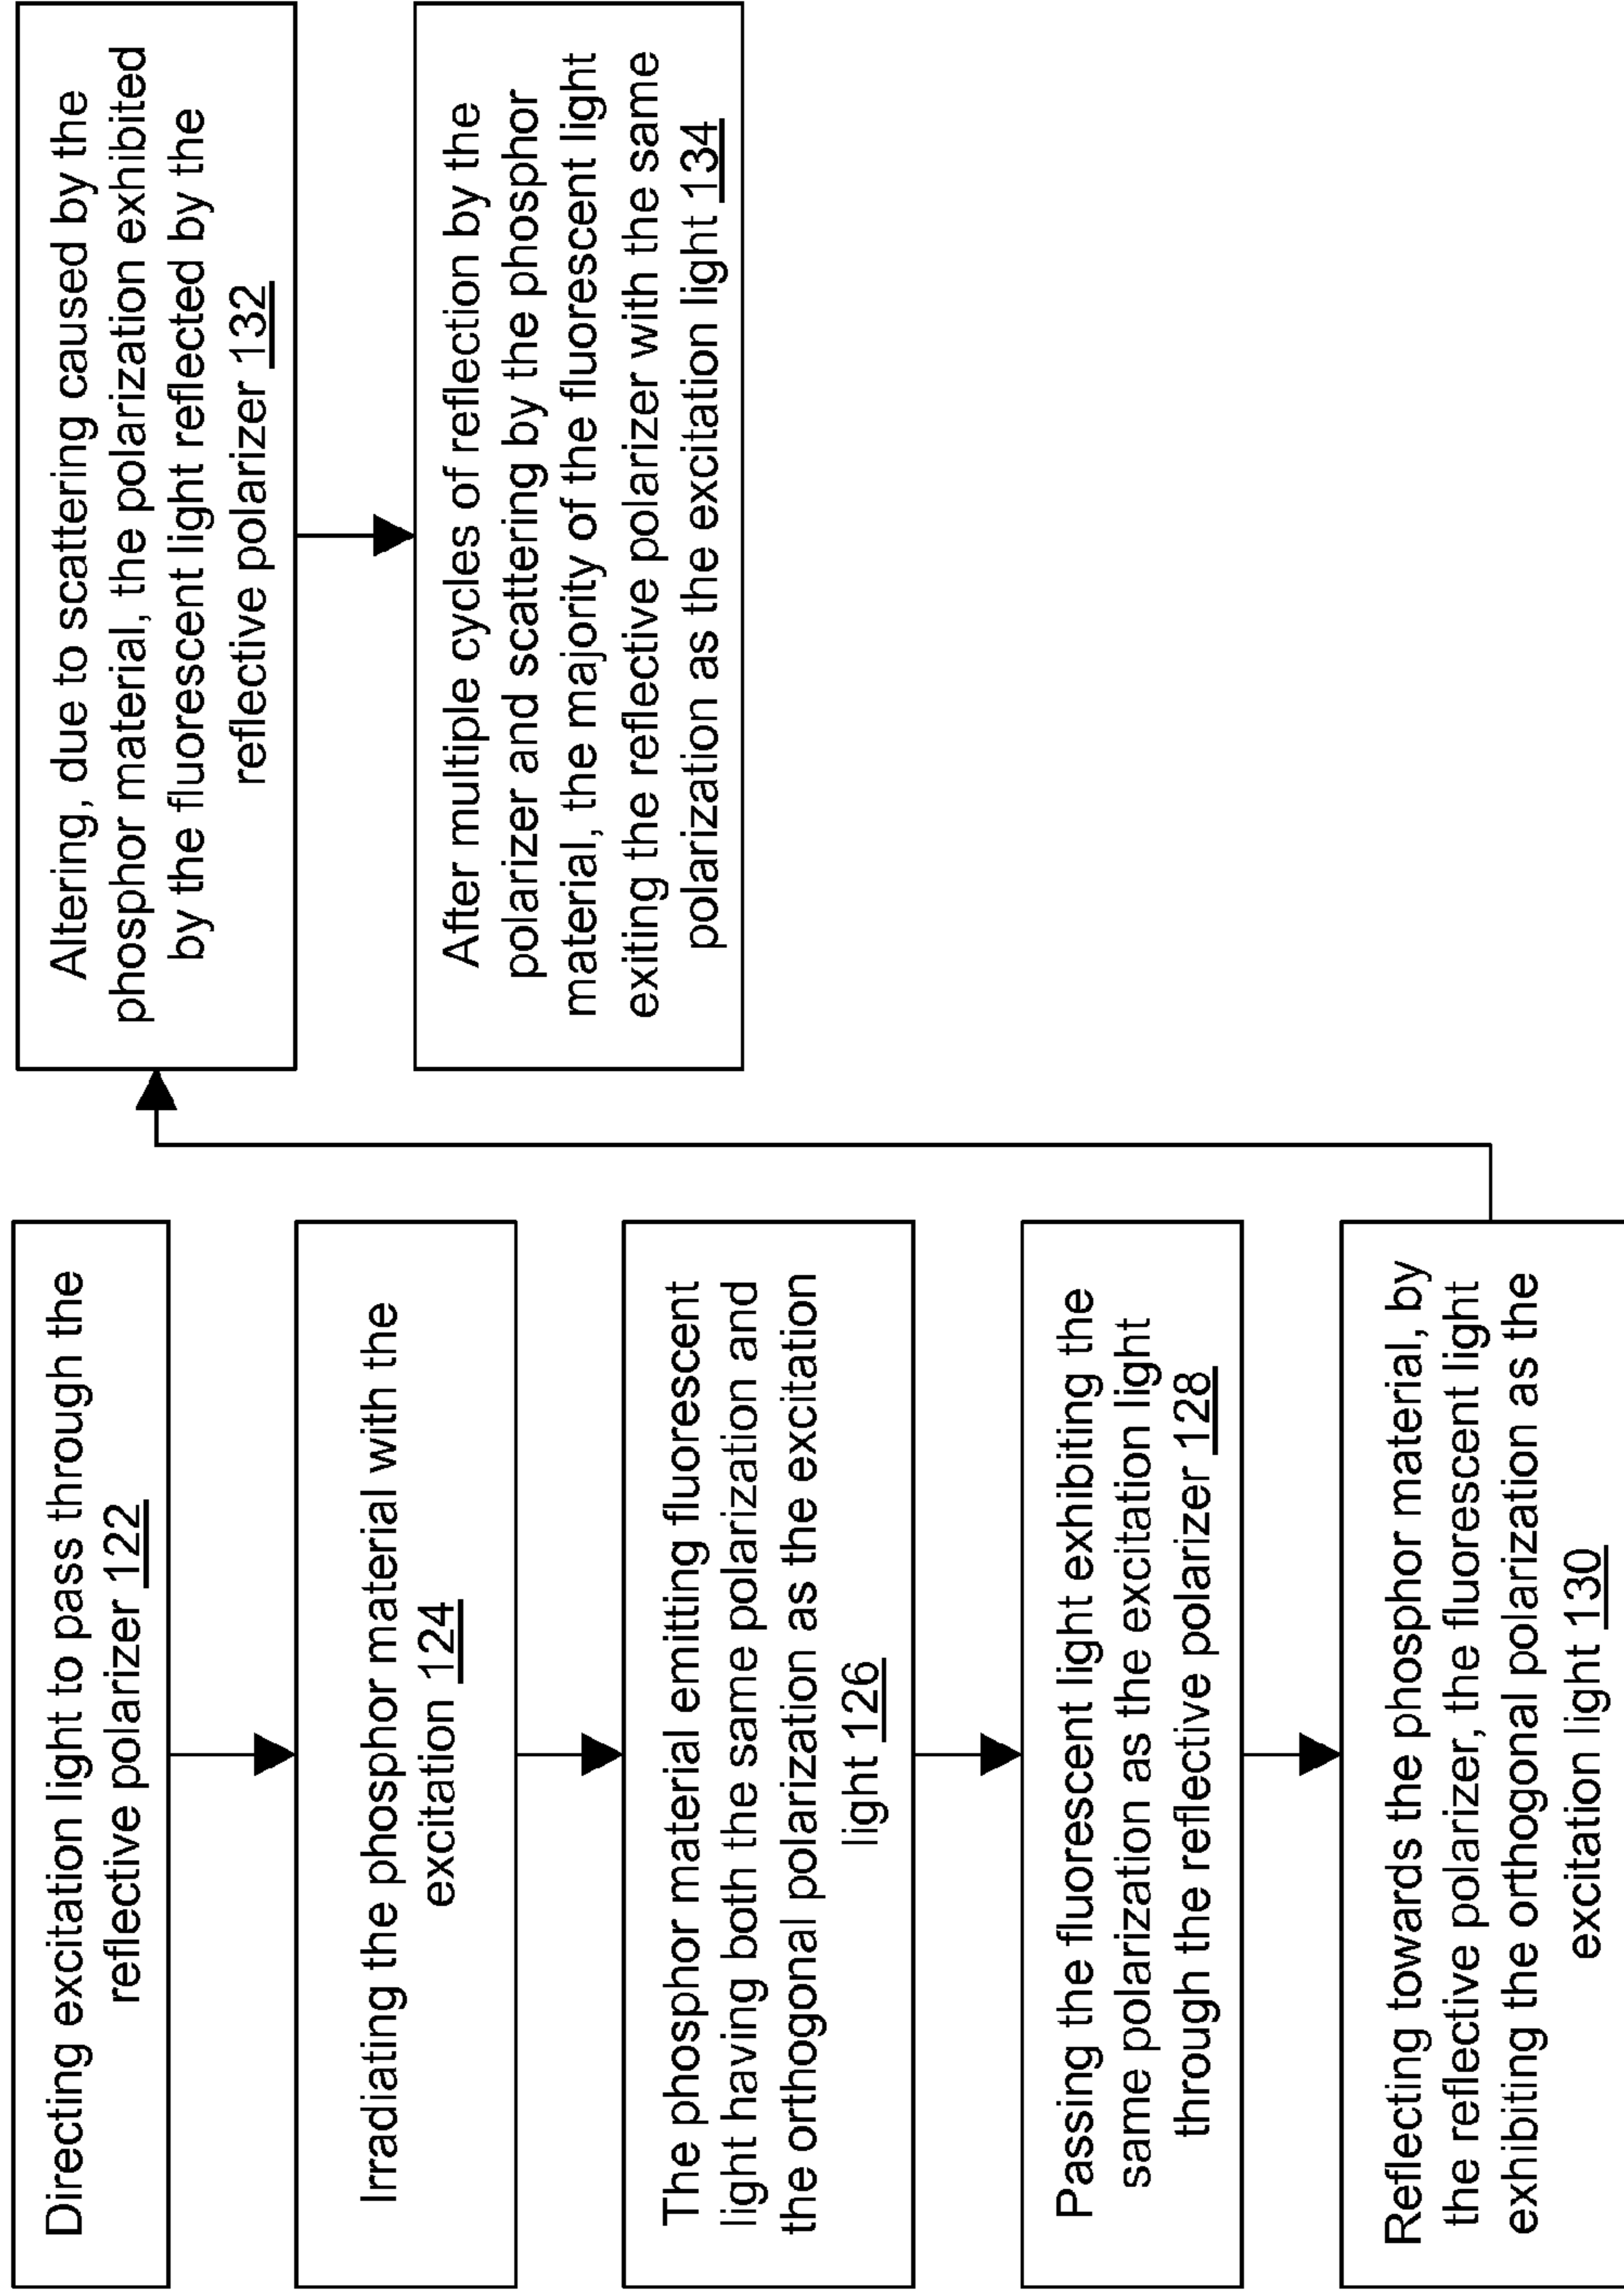 Directing excitation light to pass through the
reflective polarizer 122
Irradiating the phosphor material with the
excitation 124
The phosphor material emitting fluorescent
light having both the same polarization and
the orthogonal polarization as the excitation
light 126
Passing the fluorescent light exhibiting the
same polarization as the excitation light
through the reflective polarizer 128
Reflecting towards the phosphor material, by
the reflective polarizer, the fluorescent light
exhibiting the orthogonal polarization as the
excitation light 130
Altering, due to scattering caused by the
phosphor material, the polarization exhibited
by the fluorescent light reflected by the
reflective polarizer 132
After multiple cycles of reflection by the
polarizer and scattering by the phosphor
material, the majority of the fluorescent light
exiting the reflective polarizer with the same
polarization as the excitation light 134